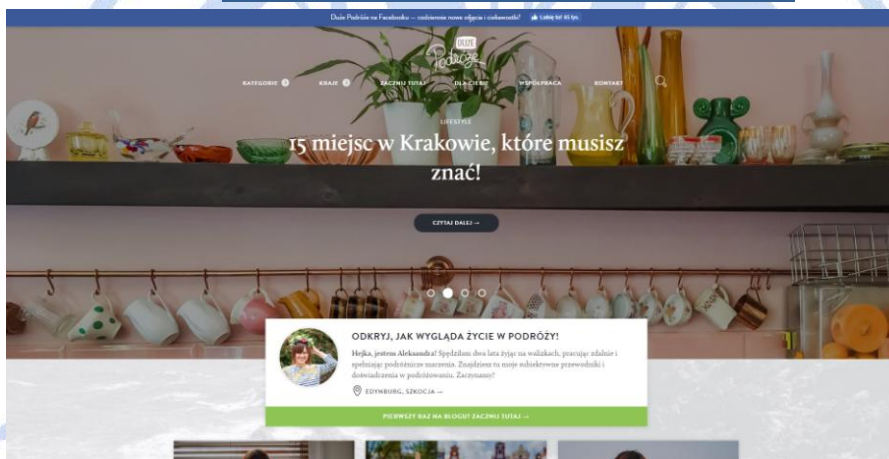 Duże Podróże na Facebooku — codziennie nowe zdjęcia i ciekawostki! Lubię to! 65 tys.
DUŻE
Podróże
KATEGORIE KRAJE ZACZNIJ TUTAJ DLA CIEBIE WSPÓŁPRACA KONTAKT
LIFESTYLE
15 miejsc w Krakowie, które musisz
znać!
CZYTAJ DALEJ →
ODKRYJ, JAK WYGLĄDA ŻYCIE W PODRÓŻY!
Hejka, jestem Aleksandra! Spędziłam dwa lata żyjąc na walizkach, pracując zdalnie i
spełniając podróżnicze marzenia. Znajdziesz tu moje subiektywne przewodniki i
doświadczenia w podróżowaniu. Zaczynamy?
EDYNBURG, SZKOCJA →
PIERWSZY RAZ NA BLOGU? ZACZNIJ TUTAJ →